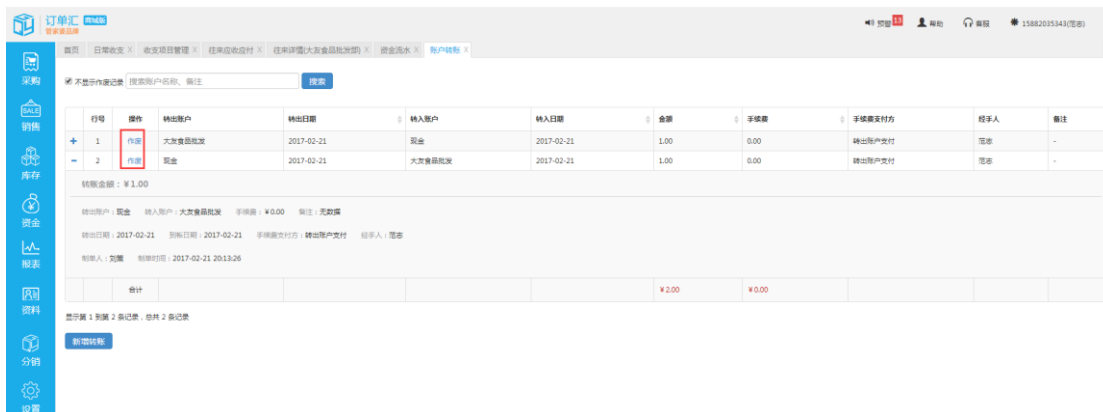 订单汇 商城版
管家婆品牌
预警 13 帮助 客服 15882035343(范志)
首页 日常收支 X 收支项目管理 X 往来应收应付 X 往来详情(大友食品批发部) X 资金流水 X 账户转账 X
采购
SALE
销售
库存
资金
报表
资料
分销
设置
不显示作废记录 搜索账户名称、备注 搜索
行号 操作 转出账户 转出日期 转入账户 转入日期 金额 手续费 手续费支付方 经手人 备注
+ 1 作废 大友食品批发 2017-02-21 现金 2017-02-21 1.00 0.00 转出账户支付 范志 -
- 2 作废 现金 2017-02-21 大友食品批发 2017-02-21 1.00 0.00 转出账户支付 范志 -
转账金额：¥1.00
转出账户：现金 转入账户：大友食品批发 手续费：¥0.00 备注：无数据
转出日期：2017-02-21 到帐日期：2017-02-21 手续费支付方：转出账户支付 经手人：范志
制单人：刘策 制单时间：2017-02-21 20:13:26
合计 ¥2.00 ¥0.00
显示第 1 到第 2 条记录，总共 2 条记录
新增转账